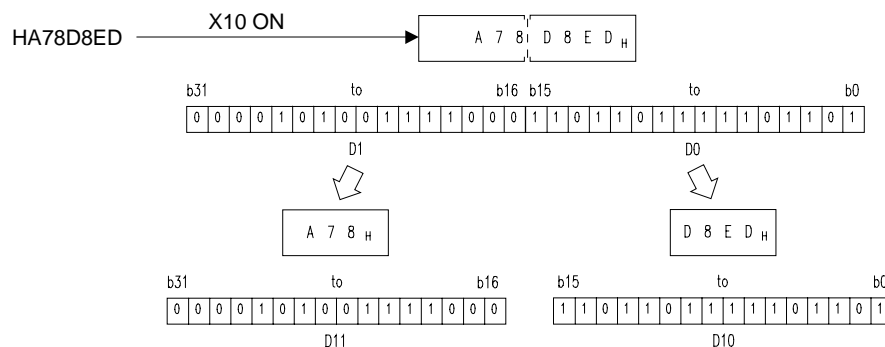 X10 ON
HA78D8ED
A 7 8 D 8 E D H
b31 to b16 b15 to b0
0 0 0 0 1 0 1 0 0 1 1 1 1 0 0 0 1 1 0 1 1 0 1 1 1 1 1 0 1 1 0 1
D1 D0
A 7 8 H D 8 E D H
b31 to b16 b15 to b0
0 0 0 0 1 0 1 0 0 1 1 1 1 0 0 0 1 1 0 1 1 0 1 1 1 1 1 0 1 1 0 1
D11 D10